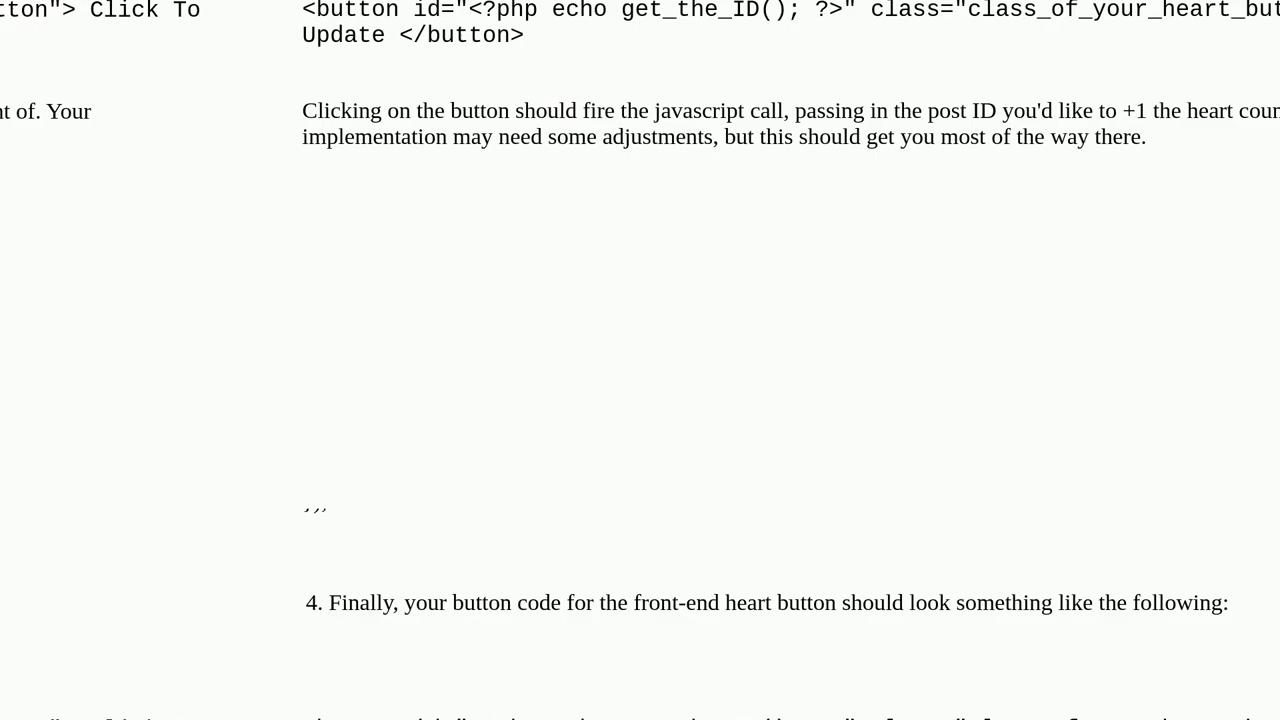 tton"> Click To
<button id="<?php echo get_the_ID(); ?>" class="class_of_your_heart_but
Update </button>
nt of. Your
Clicking on the button should fire the javascript call, passing in the post ID you'd like to +1 the heart coun
implementation may need some adjustments, but this should get you most of the way there.
4. Finally, your button code for the front-end heart button should look something like the following: